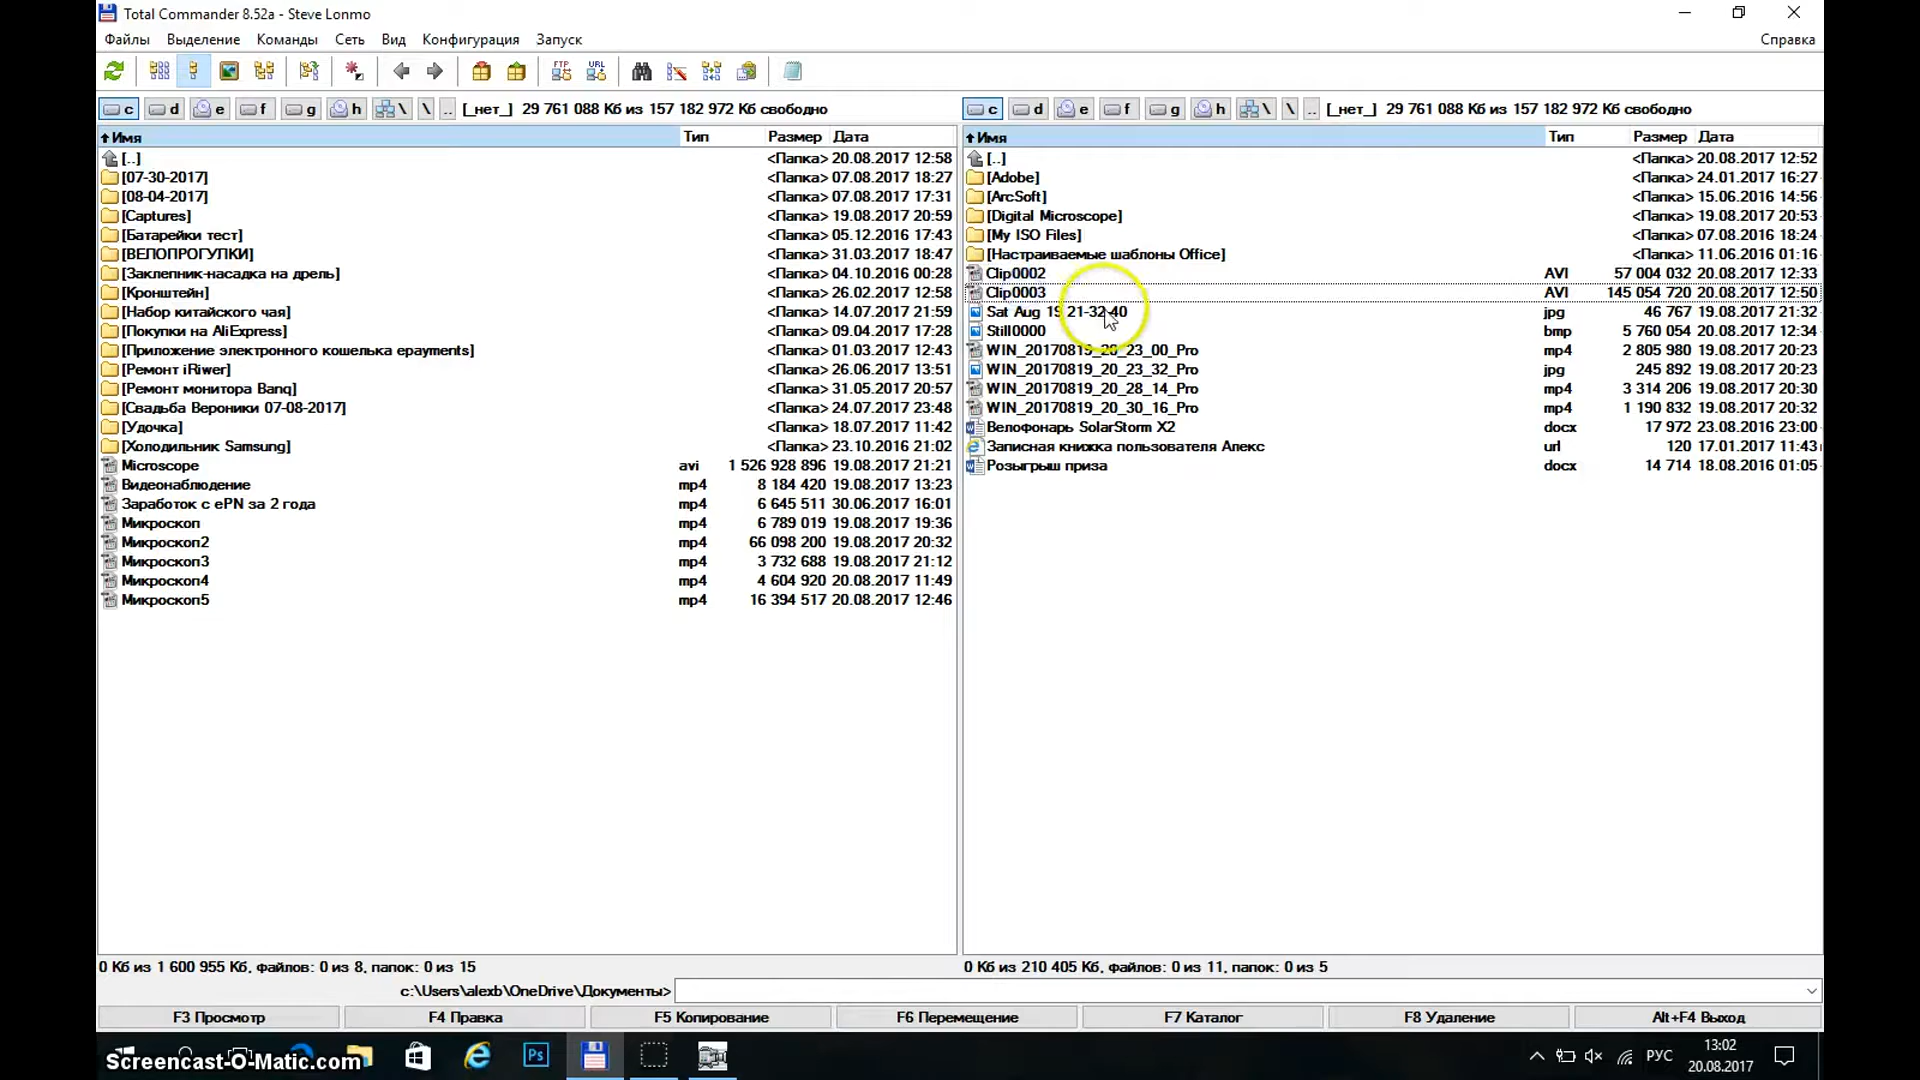 Total Commander 8.52a - Steve Lonmo
Файлы Выделение Команды Сеть Вид Конфигурация Запуск Справка
FTP URL
c d e f g h \ \ .. [_нет_] 29 761 088 Кб из 157 182 972 Кб свободно
Имя Тип Размер Дата
[..] <Папка> 20.08.2017 12:58
[07-30-2017] <Папка> 07.08.2017 18:27
[08-04-2017] <Папка> 07.08.2017 17:31
[Captures] <Папка> 19.08.2017 20:59
[Батарейки тест] <Папка> 05.12.2016 17:43
[ВЕЛОПРОГУЛКИ] <Папка> 31.03.2017 18:47
[Заклепник-насадка на дрель] <Папка> 04.10.2016 00:28
[Кронштейн] <Папка> 26.02.2017 12:58
[Набор китайского чая] <Папка> 14.07.2017 21:59
[Покупки на AliExpress] <Папка> 09.04.2017 17:28
[Приложение электронного кошелька epayments] <Папка> 01.03.2017 12:43
[Ремонт iRiwer] <Папка> 26.06.2017 13:51
[Ремонт монитора Banq] <Папка> 31.05.2017 20:57
[Свадьба Вероники 07-08-2017] <Папка> 24.07.2017 23:48
[Удочка] <Папка> 18.07.2017 11:42
[Холодильник Samsung] <Папка> 23.10.2016 21:02
Microscope avi 1 526 928 896 19.08.2017 21:21
Видеонаблюдение mp4 8 184 420 19.08.2017 13:23
Заработок с ePN за 2 года mp4 6 645 511 30.06.2017 16:01
Микроскоп mp4 6 789 019 19.08.2017 19:36
Микроскоп2 mp4 66 098 200 19.08.2017 20:32
Микроскоп3 mp4 3 732 688 19.08.2017 21:12
Микроскоп4 mp4 4 604 920 20.08.2017 11:49
Микроскоп5 mp4 16 394 517 20.08.2017 12:46
0 Кб из 1 600 955 Кб, файлов: 0 из 8, папок: 0 из 15
c d e f g h \ \ .. [_нет_] 29 761 088 Кб из 157 182 972 Кб свободно
Имя Тип Размер Дата
[..] <Папка> 20.08.2017 12:52
[Adobe] <Папка> 24.01.2017 16:27
[ArcSoft] <Папка> 15.06.2016 14:56
[Digital Microscope] <Папка> 19.08.2017 20:53
[My ISO Files] <Папка> 07.08.2016 18:24
[Настраиваемые шаблоны Office] <Папка> 11.06.2016 01:16
Clip0002 AVI 57 004 032 20.08.2017 12:33
Clip0003 AVI 145 054 720 20.08.2017 12:50
Sat Aug 19 21-32-40 jpg 46 767 19.08.2017 21:32
Still0000 bmp 5 760 054 20.08.2017 12:34
WIN_20170819_20_23_00_Pro mp4 2 805 980 19.08.2017 20:23
WIN_20170819_20_23_32_Pro jpg 245 892 19.08.2017 20:23
WIN_20170819_20_28_14_Pro mp4 3 314 206 19.08.2017 20:30
WIN_20170819_20_30_16_Pro mp4 1 190 832 19.08.2017 20:32
Велофонарь SolarStorm X2 docx 17 972 23.08.2016 23:00
Записная книжка пользователя Алекс url 120 17.01.2017 11:43
Розыгрыш приза docx 14 714 18.08.2016 01:05
0 Кб из 210 405 Кб, файлов: 0 из 11, папок: 0 из 5
c:\Users\alexb\OneDrive\Документы>
F3 Просмотр F4 Правка F5 Копирование F6 Перемещение F7 Каталог F8 Удаление Alt+F4 Выход
Screencast-O-Matic.com Ps РУС 13:02
20.08.2017